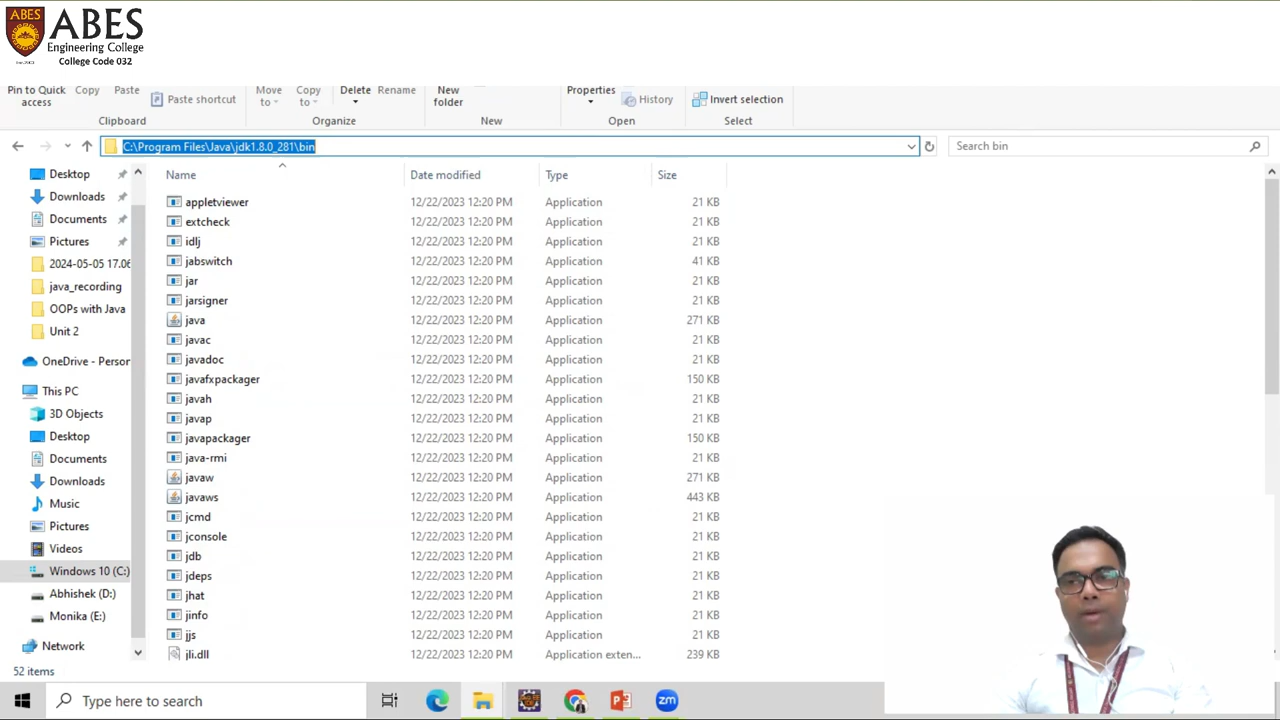 ABES
ABES
Engineering College
College Code 032
Pin to Quick access
Copy
Paste
Paste shortcut
Move to
Copy to
Delete
Rename
New folder
Properties
History
Invert selection
Clipboard
Organize
New
Open
Select
C:\Program Files\Java\jdk1.8.0_281\bin
Search bin
Desktop
Downloads
Documents
Pictures
2024-05-05 17.06
java_recording
OOPs with Java
Unit 2
OneDrive - Person
This PC
3D Objects
Desktop
Documents
Downloads
Music
Pictures
Videos
Windows 10 (C:)
Abhishek (D:)
Monika (E:)
Network
Name Date modified Type Size
appletviewer 12/22/2023 12:20 PM Application 21 KB
extcheck 12/22/2023 12:20 PM Application 21 KB
idlj 12/22/2023 12:20 PM Application 21 KB
jabswitch 12/22/2023 12:20 PM Application 41 KB
jar 12/22/2023 12:20 PM Application 21 KB
jarsigner 12/22/2023 12:20 PM Application 21 KB
java 12/22/2023 12:20 PM Application 271 KB
javac 12/22/2023 12:20 PM Application 21 KB
javadoc 12/22/2023 12:20 PM Application 21 KB
javafxpackager 12/22/2023 12:20 PM Application 150 KB
javah 12/22/2023 12:20 PM Application 21 KB
javap 12/22/2023 12:20 PM Application 21 KB
javapackager 12/22/2023 12:20 PM Application 150 KB
java-rmi 12/22/2023 12:20 PM Application 21 KB
javaw 12/22/2023 12:20 PM Application 271 KB
javaws 12/22/2023 12:20 PM Application 443 KB
jcmd 12/22/2023 12:20 PM Application 21 KB
jconsole 12/22/2023 12:20 PM Application 21 KB
jdb 12/22/2023 12:20 PM Application 21 KB
jdeps 12/22/2023 12:20 PM Application 21 KB
jhat 12/22/2023 12:20 PM Application 21 KB
jinfo 12/22/2023 12:20 PM Application 21 KB
jjs 12/22/2023 12:20 PM Application 21 KB
jli.dll 12/22/2023 12:20 PM Application exten... 239 KB
52 items
Type here to search
zm